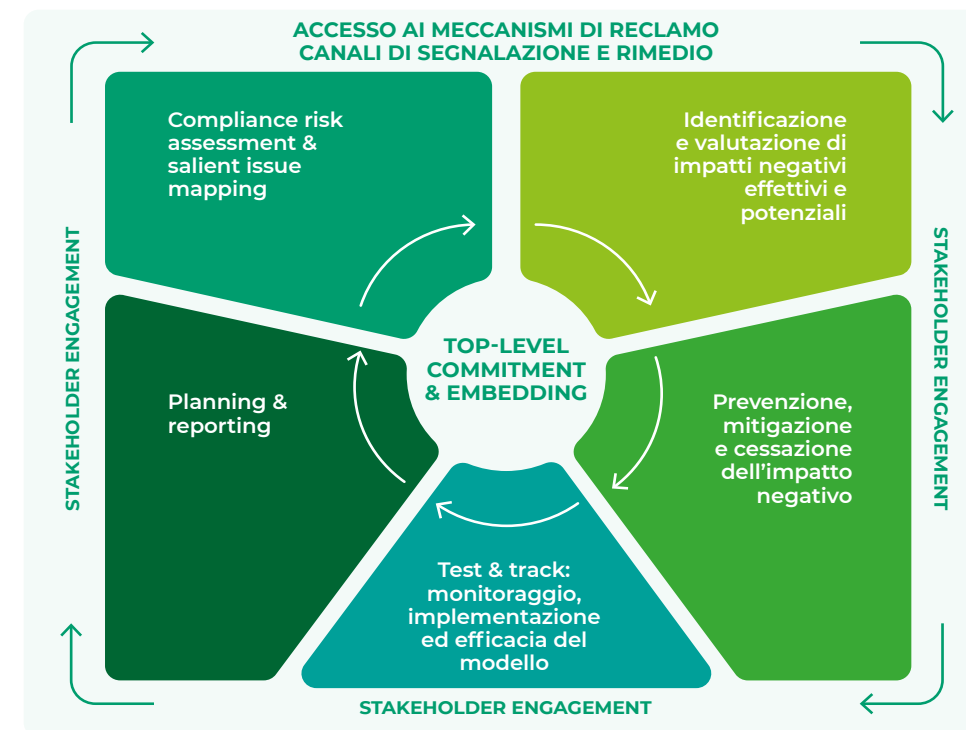 ACCESSO AI MECCANISMI DI RECLAMO
CANALI DI SEGNALAZIONE E RIMEDIO
Compliance risk
assessment &
salient issue
mapping
Identificazione
e valutazione di
impatti negativi
effettivi e
potenziali
STAKEHOLDER ENGAGEMENT
STAKEHOLDER ENGAGEMENT
TOP-LEVEL
COMMITMENT
& EMBEDDING
Planning &
reporting
Prevenzione,
mitigazione
e cessazione
dell’impatto
negativo
Test & track:
monitoraggio,
implementazione
ed efficacia del
modello
STAKEHOLDER ENGAGEMENT